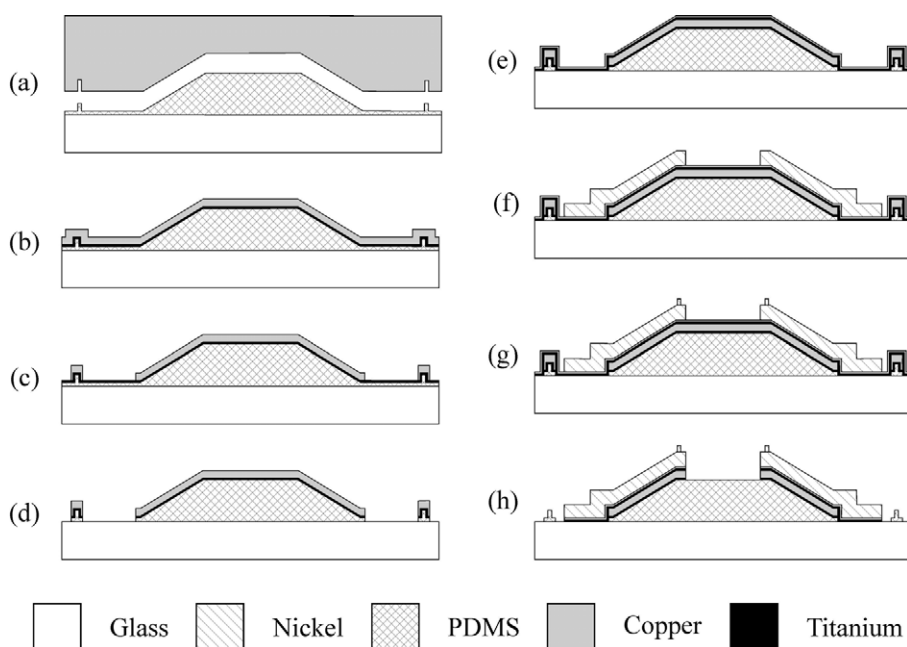 (a)
(b)
(c)
(d)
(e)
(f)
(g)
(h)
Glass Nickel PDMS Copper Titanium